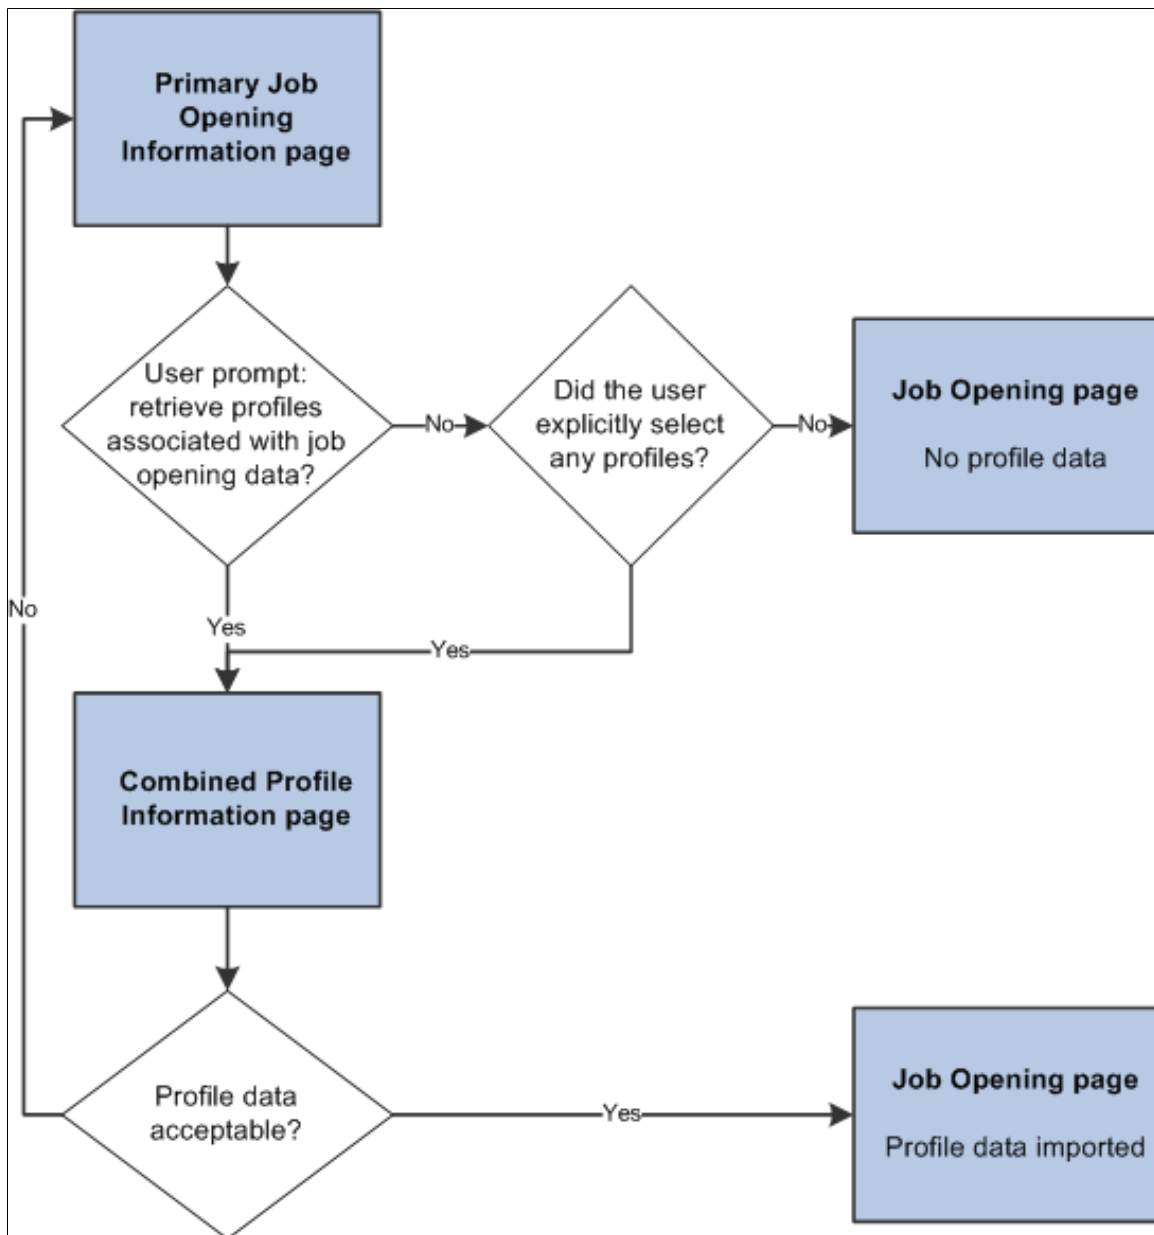 Primary Job
Opening
Information page
User prompt:
retrieve profiles
associated with job
opening data?
No
Did the user
explicitly select
any profiles?
No
Job Opening page
No profile data
No
Yes
Yes
Combined Profile
Information page
Profile data
acceptable?
Yes
Job Opening page
Profile data imported